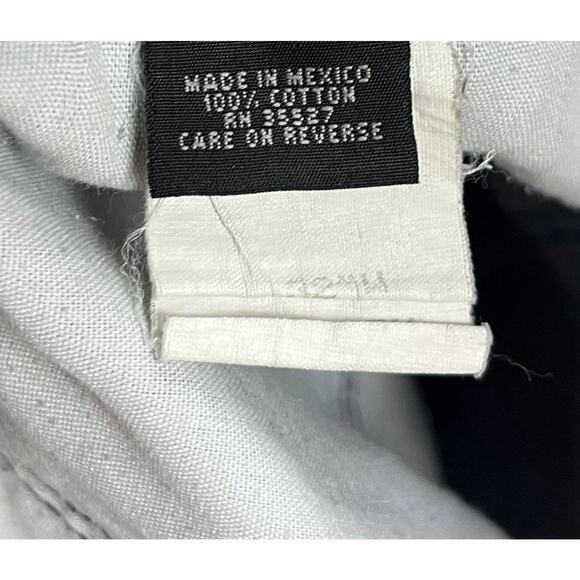 MADE IN MEXICO
100% COTTON
RN 35527
CARE ON REVERSE